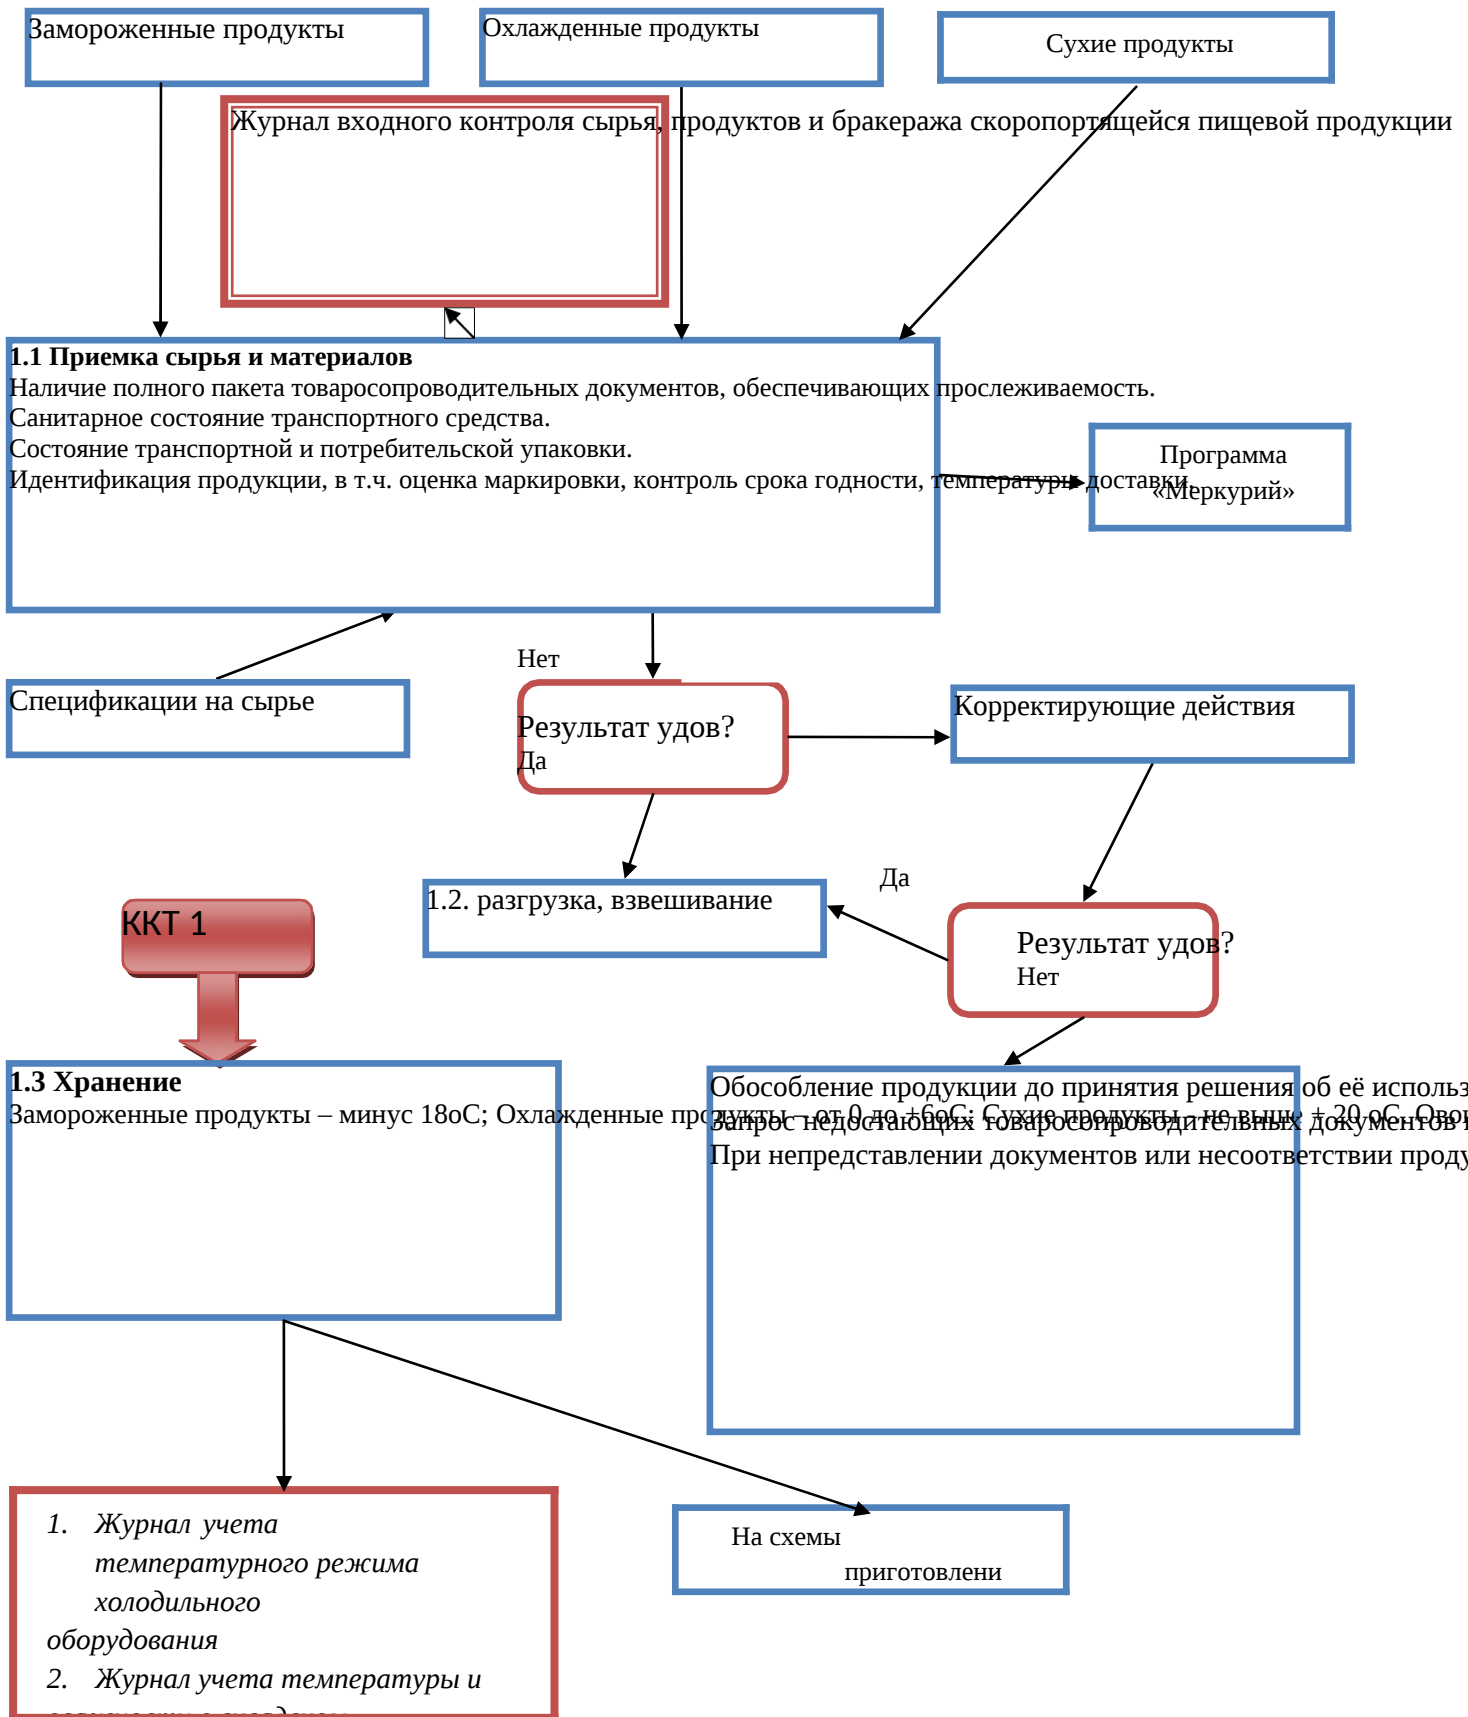 Замороженные продукты
Охлажденные продукты
Сухие продукты
Журнал входного контроля сырья, продуктов и бракеража скоропортящейся пищевой продукции
1.1 Приемка сырья и материалов
Наличие полного пакета товаросопроводительных документов, обеспечивающих прослеживаемость.
Санитарное состояние транспортного средства.
Состояние транспортной и потребительской упаковки.
Идентификация продукции, в т.ч. оценка маркировки, контроль срока годности, температуры доставки.
Программа
«Меркурий»
Нет
Спецификации на сырье
Результат удов?
Да
Корректирующие действия
1.2. разгрузка, взвешивание
Да
ККТ 1
Результат удов?
Нет
1.3 Хранение
Замороженные продукты – минус 18оС; Охлажденные продукты – от 0 до +6оС; Сухие продукты - не выше + 20 оС.
Обособление продукции до принятия решения об её
Запрос недостающих товаросопроводительных документов
При непредставлении документов или несоответствии
1. Журнал учета
температурного режима
холодильного
оборудования
2. Журнал учета температуры и
На схемы
приготовлени